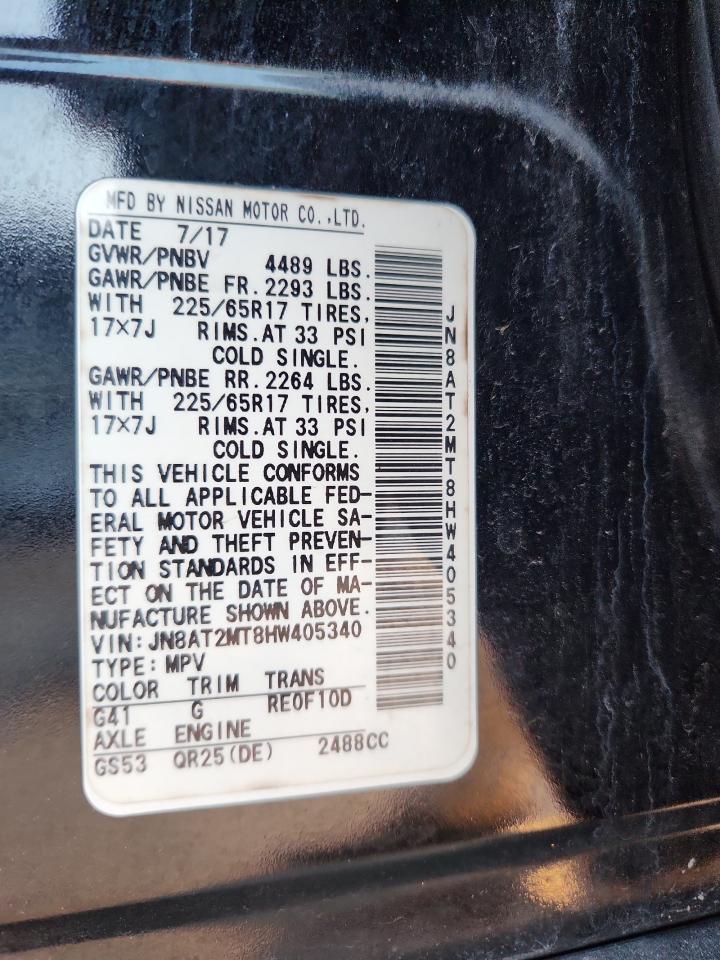 MFD BY NISSAN MOTOR CO.,LTD.
DATE 7/17
GVWR/PNBV 4489 LBS.
GAWR/PNBE FR. 2293 LBS.
WITH 225/65R17 TIRES,
17×7J RIMS.AT 33 PSI
COLD SINGLE.
GAWR/PNBE RR. 2264 LBS.
WITH 225/65R17 TIRES,
17×7J RIMS.AT 33 PSI
COLD SINGLE.
THIS VEHICLE CONFORMS
TO ALL APPLICABLE FED-
ERAL MOTOR VEHICLE SA-
FETY AND THEFT PREVEN-
TION STANDARDS IN EFF-
ECT ON THE DATE OF MA-
NUFACTURE SHOWN ABOVE.
VIN:JN8AT2MT8HW405340
TYPE:MPV
COLOR TRIM TRANS
G41 G RE0F10D
AXLE ENGINE
GS53 QR25(DE) 2488CC
JN8AT2MT8HW405340